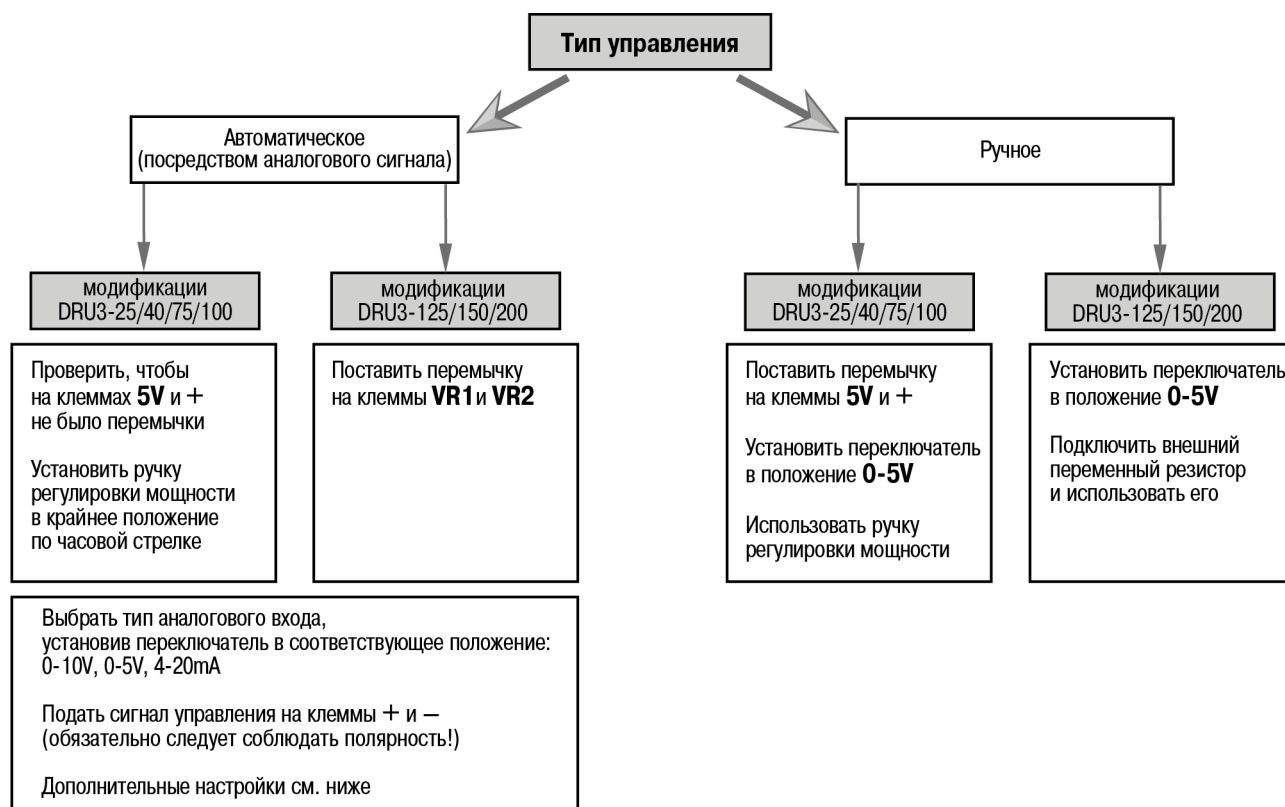 Тип управления
Автоматическое
(посредством аналогового сигнала)
Ручное
модификации
DRU3-25/40/75/100
модификации
DRU3-125/150/200
модификации
DRU3-25/40/75/100
модификации
DRU3-125/150/200
Проверить, чтобы
на клеммах 5V и +
не было перемычки
Установить ручку
регулировки мощности
в крайнее положение
по часовой стрелке
Поставить перемычку
на клеммы VR1 и VR2
Поставить перемычку
на клеммы 5V и +
Установить переключатель
в положение 0-5V
Использовать ручку
регулировки мощности
Установить переключатель
в положение 0-5V
Подключить внешний
переменный резистор
и использовать его
Выбрать тип аналогового входа,
установив переключатель в соответствующее положение:
0-10V, 0-5V, 4-20mA
Подать сигнал управления на клеммы + и –
(обязательно следует соблюдать полярность!)
Дополнительные настройки см. ниже